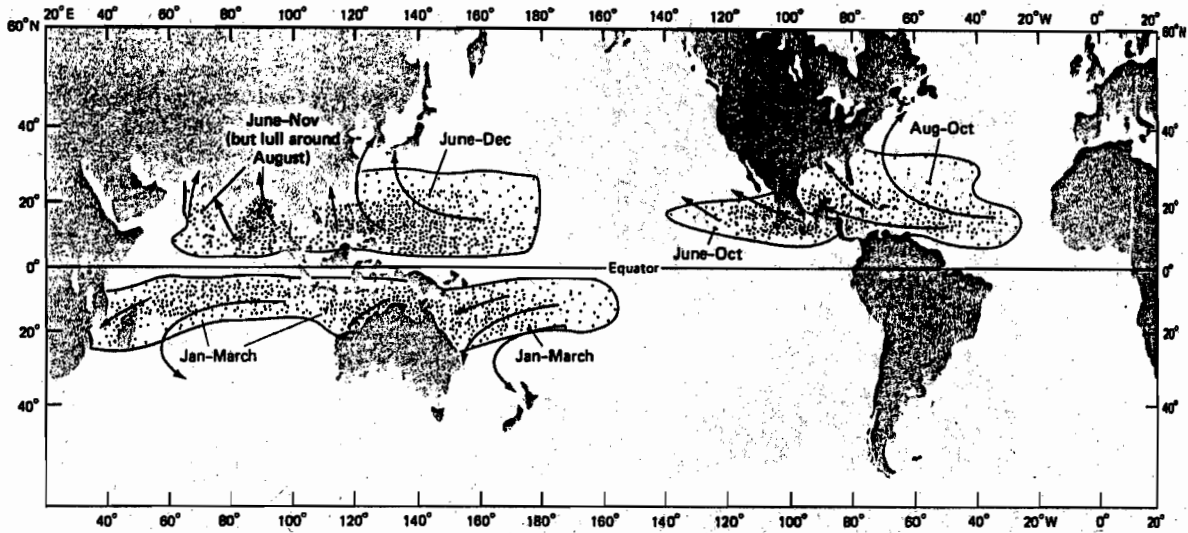 20°E 40° 60° 80° 100° 120° 140° 160° 180° 160° 140° 120° 100° 80° 60° 40° 20°W 0° 20°
60°N 60°N
June–Nov
(but lull around
August)
June–Dec
Aug–Oct
40° 40°
20° 20°
June–Oct
0° Equator 0°
Jan–March Jan–March
20° 20°
40° 40°
40° 60° 80° 100° 120° 140° 160° 180° 160° 140° 120° 100° 80° 60° 40° 20°W 0° 20°